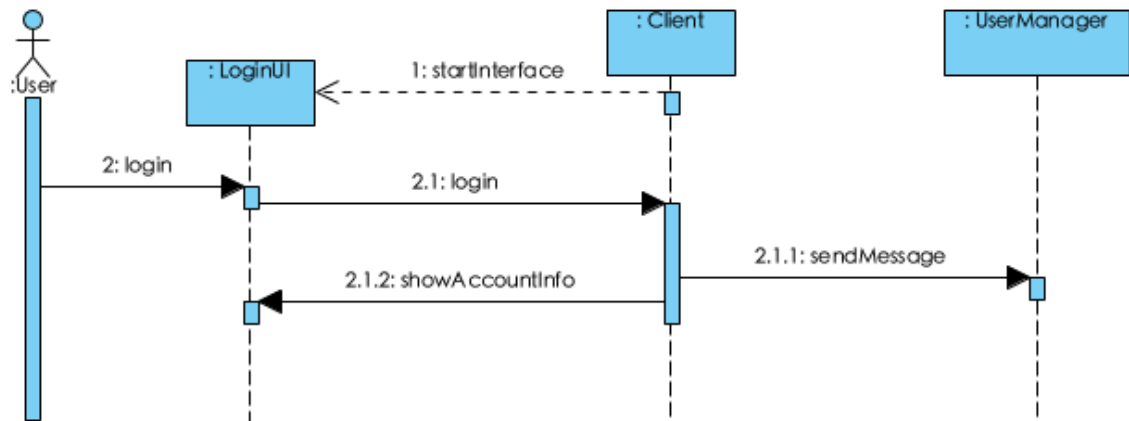 : Client
: UserManager
: LoginUI
1: startInterface
:User
2: login
2.1: login
2.1.1: sendMessage
2.1.2: showAccountInfo